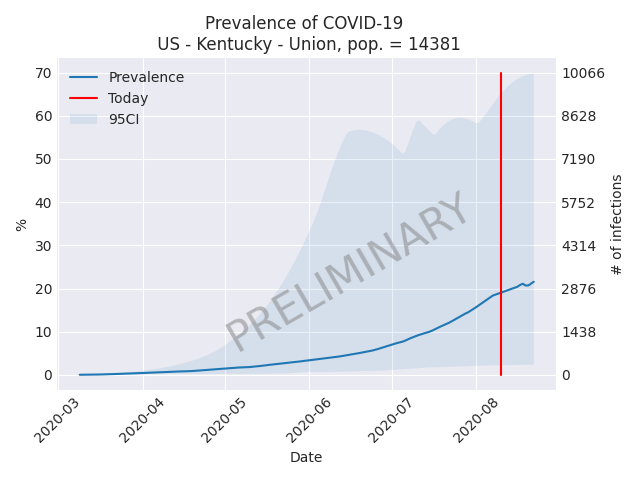 Prevalence of COVID-19
US - Kentucky - Union, pop. = 14381
Prevalence
Today
95CI
PRELIMINARY
70
60
50
40
30
20
10
0
%
10066
8628
7190
5752
4314
2876
1438
0
# of infections
2020-03
2020-04
2020-05
2020-06
2020-07
2020-08
Date